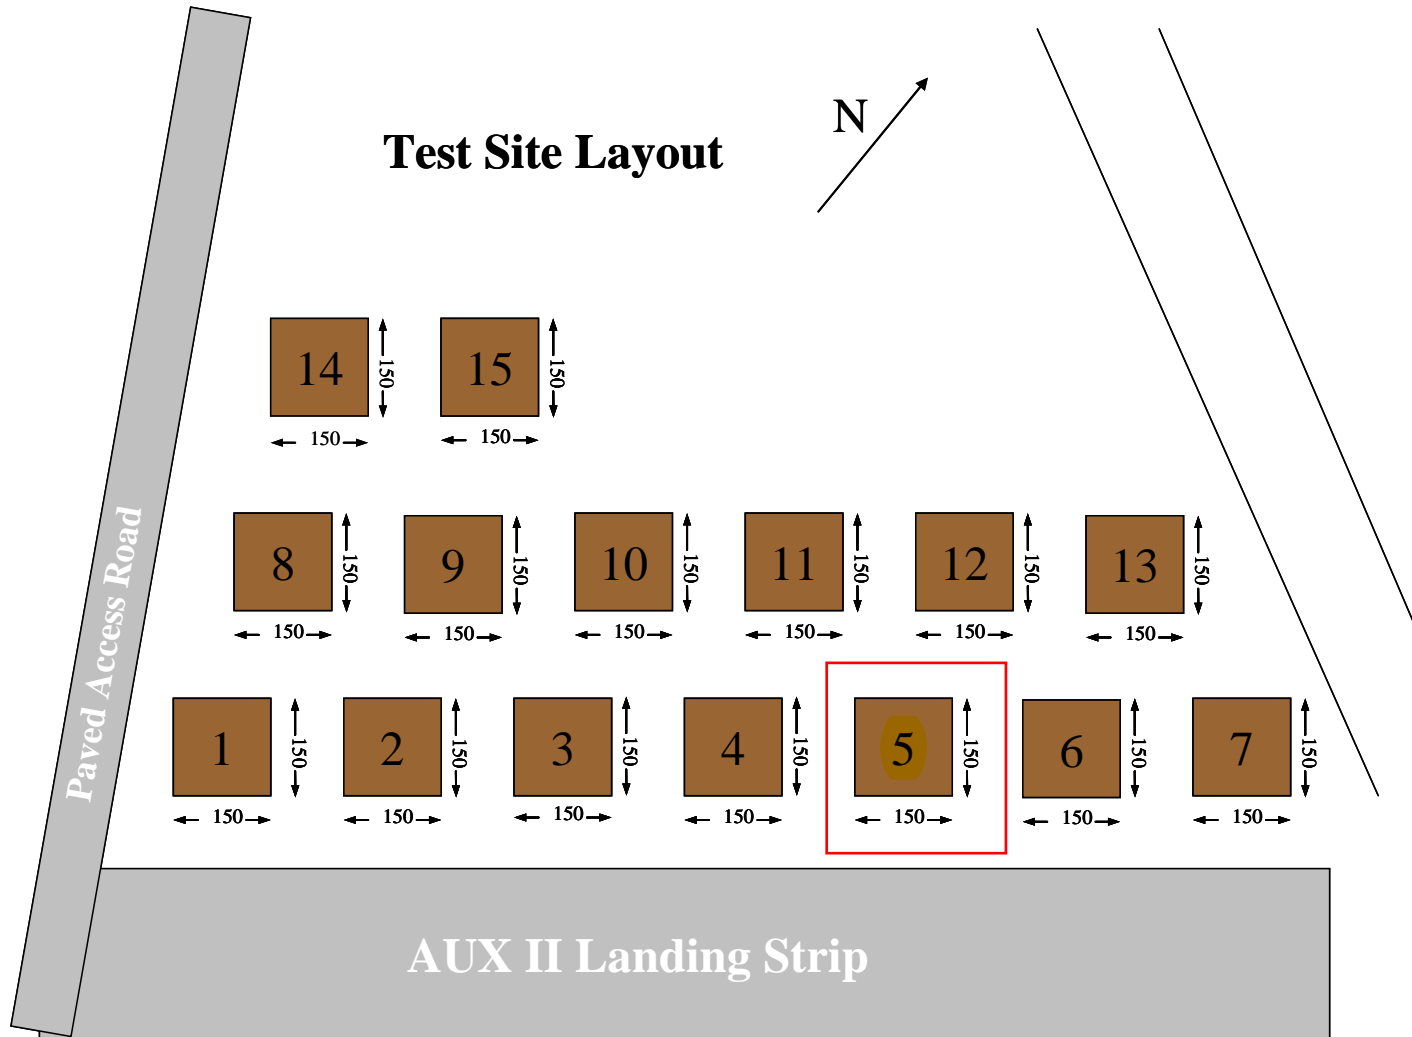 N
Test Site Layout
14 150 15 150
150 150
8 150 9 150 10 150 11 150 12 150 13 150
150 150 150 150 150 150
1 150 2 150 3 150 4 150 5 150 6 150 7 150
150 150 150 150 150 150 150
Paved Access Road
AUX II Landing Strip